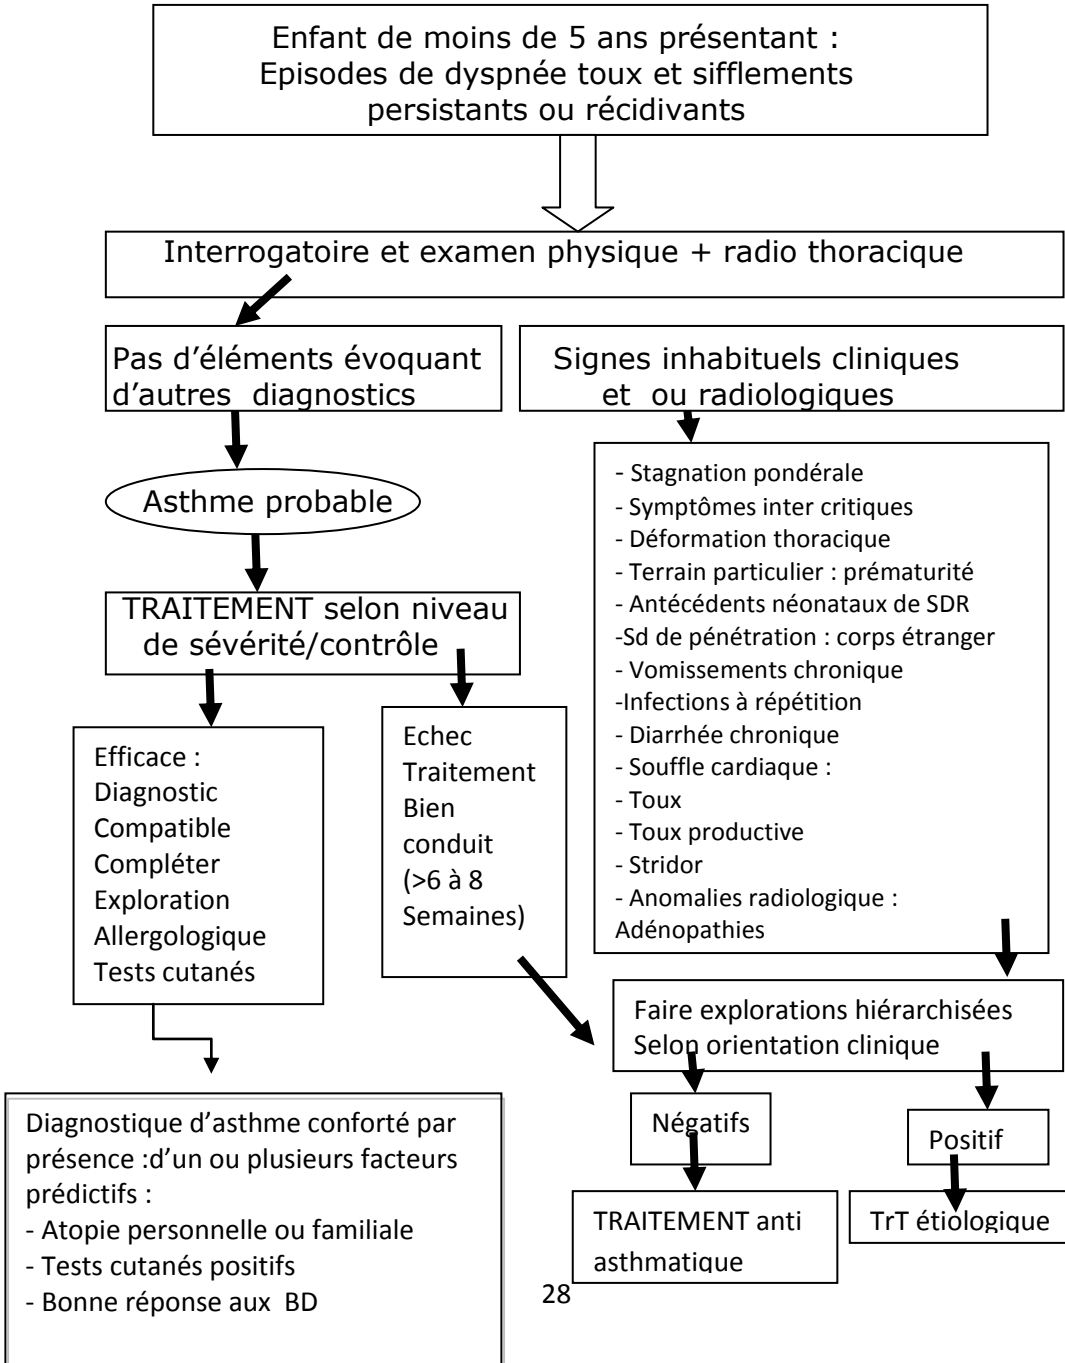 Enfant de moins de 5 ans présentant :
Episodes de dyspnée toux et sifflements
persistants ou récidivants
Interrogatoire et examen physique + radio thoracique
Pas d’éléments évoquant
d’autres diagnostics
Signes inhabituels cliniques
et ou radiologiques
Asthme probable
TRAITEMENT selon niveau
de sévérité/contrôle
- Stagnation pondérale
- Symptômes inter critiques
- Déformation thoracique
- Terrain particulier : prématurité
- Antécédents néonataux de SDR
-Sd de pénétration : corps étranger
- Vomissements chronique
-Infections à répétition
- Diarrhée chronique
- Souffle cardiaque :
- Toux
- Toux productive
- Stridor
- Anomalies radiologique :
Adénopathies
Efficace :
Diagnostic
Compatible
Compléter
Exploration
Allergologique
Tests cutanés
Echec
Traitement
Bien
conduit
(>6 à 8
Semaines)
Faire explorations hiérarchisées
Selon orientation clinique
Négatifs
Positif
TRAITEMENT anti
asthmatique
TrT étiologique
Diagnostique d’asthme conforté par
présence :d’un ou plusieurs facteurs
prédictifs :
- Atopie personnelle ou familiale
- Tests cutanés positifs
- Bonne réponse aux BD
28